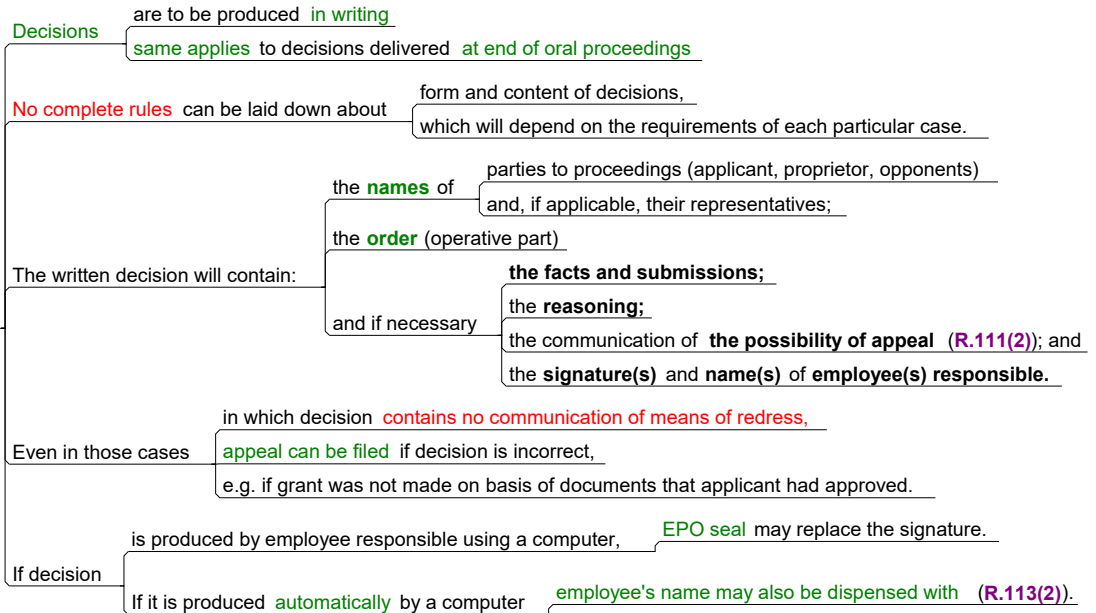 Decisions
are to be produced in writing
same applies to decisions delivered at end of oral proceedings
No complete rules can be laid down about
form and content of decisions,
which will depend on the requirements of each particular case.
The written decision will contain:
the names of
parties to proceedings (applicant, proprietor, opponents)
and, if applicable, their representatives;
the order (operative part)
and if necessary
the facts and submissions;
the reasoning;
the communication of the possibility of appeal (R.111(2)); and
the signature(s) and name(s) of employee(s) responsible.
Even in those cases
in which decision contains no communication of means of redress,
appeal can be filed if decision is incorrect,
e.g. if grant was not made on basis of documents that applicant had approved.
If decision
is produced by employee responsible using a computer,
EPO seal may replace the signature.
If it is produced automatically by a computer
employee's name may also be dispensed with (R.113(2)).